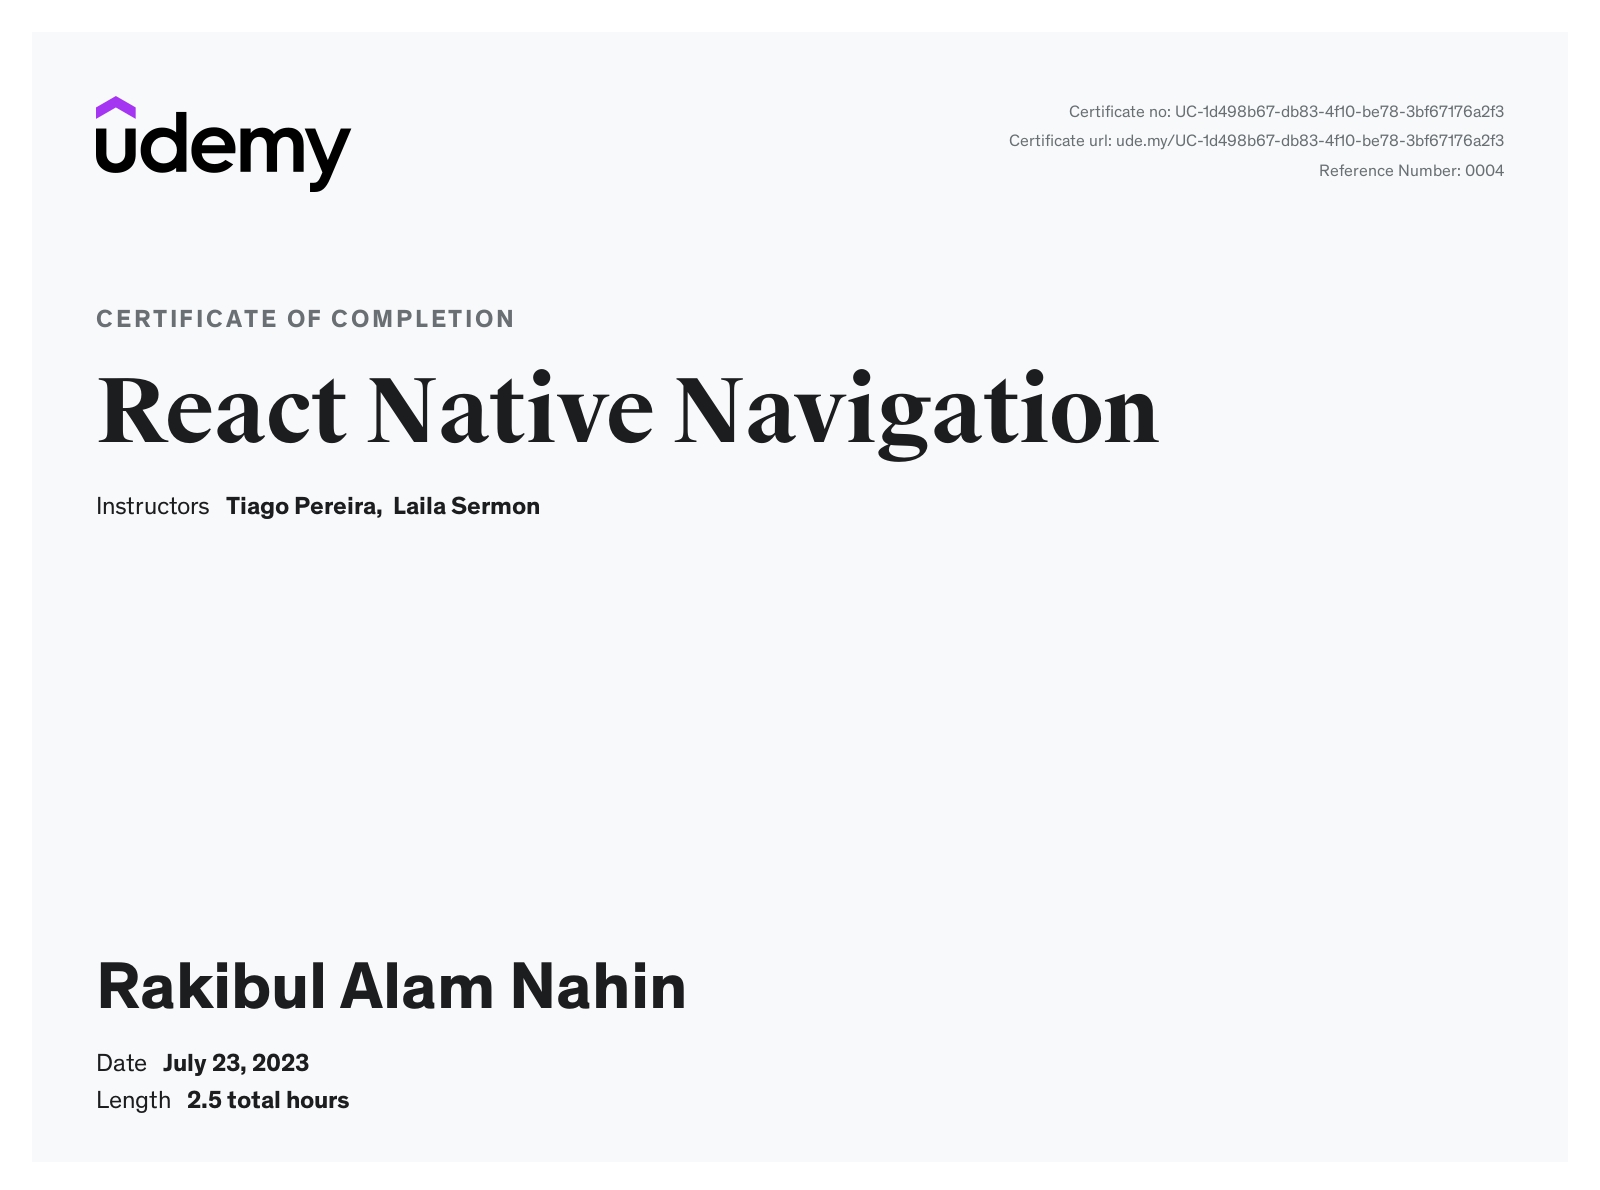 udemy
Certificate no: UC-1d498b67-db83-4f10-be78-3bf67176a2f3
Certificate url: ude.my/UC-1d498b67-db83-4f10-be78-3bf67176a2f3
Reference Number: 0004
CERTIFICATE OF COMPLETION
React Native Navigation
Instructors Tiago Pereira, Laila Sermon
Rakibul Alam Nahin
Date July 23, 2023
Length 2.5 total hours